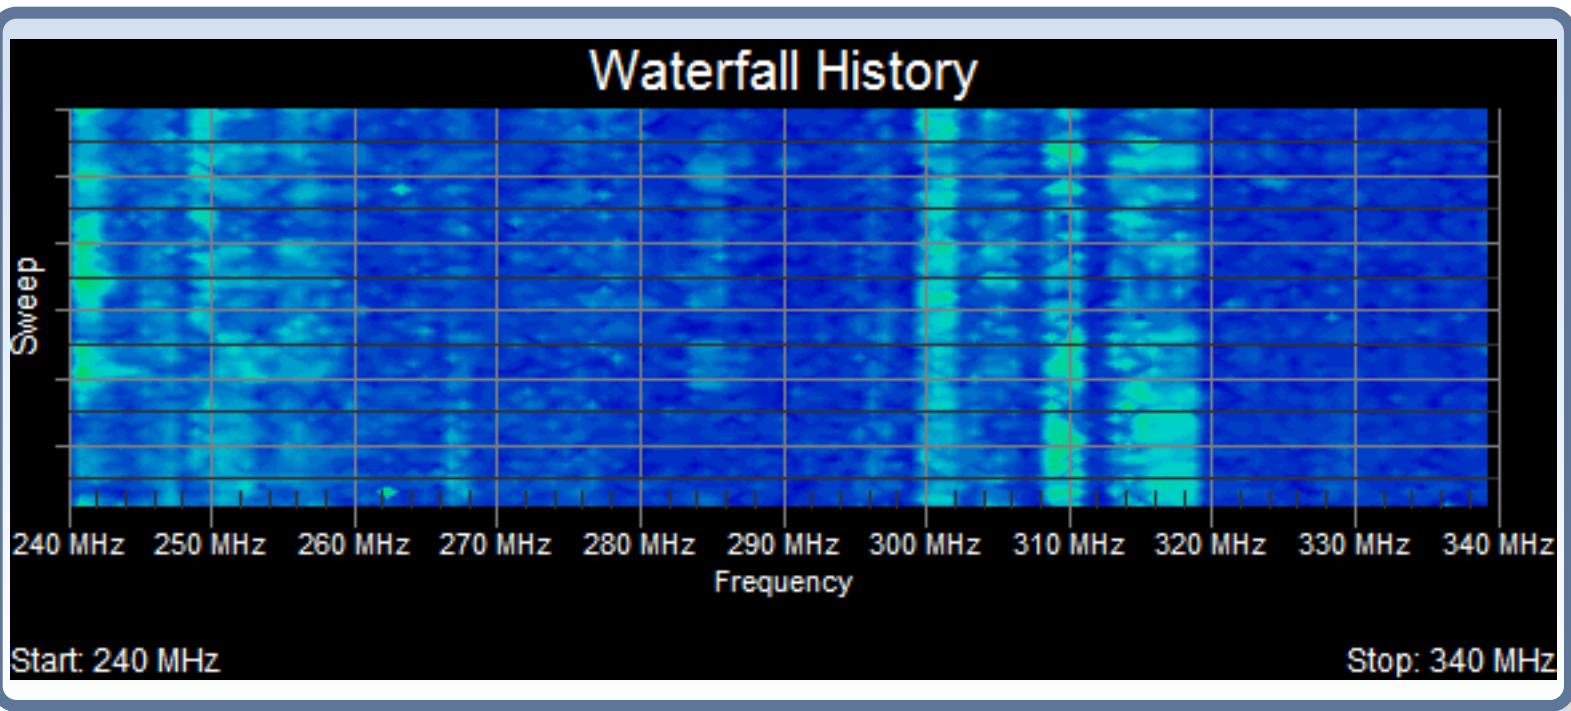 Waterfall History
Sweep
240 MHz 250 MHz 260 MHz 270 MHz 280 MHz 290 MHz 300 MHz 310 MHz 320 MHz 330 MHz 340 MHz
Frequency
Start: 240 MHz
Stop: 340 MHz